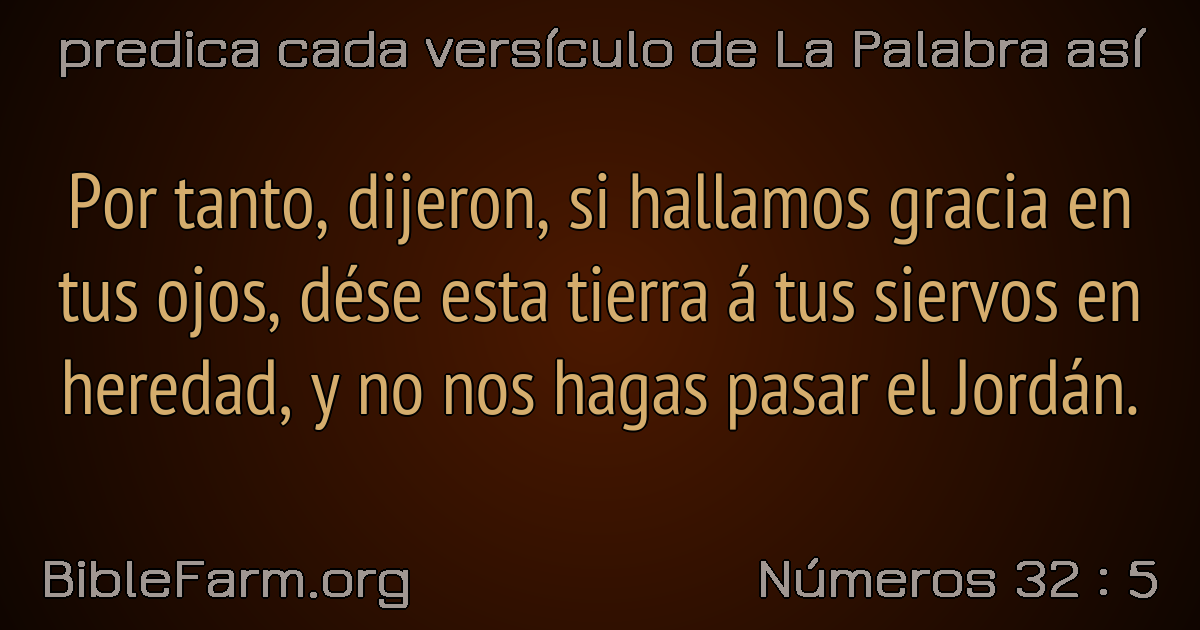 predica cada versículo de La Palabra así
Por tanto, dijeron, si hallamos gracia en
tus ojos, dése esta tierra á tus siervos en
heredad, y no nos hagas pasar el Jordán.
BibleFarm.org
Números 32 : 5